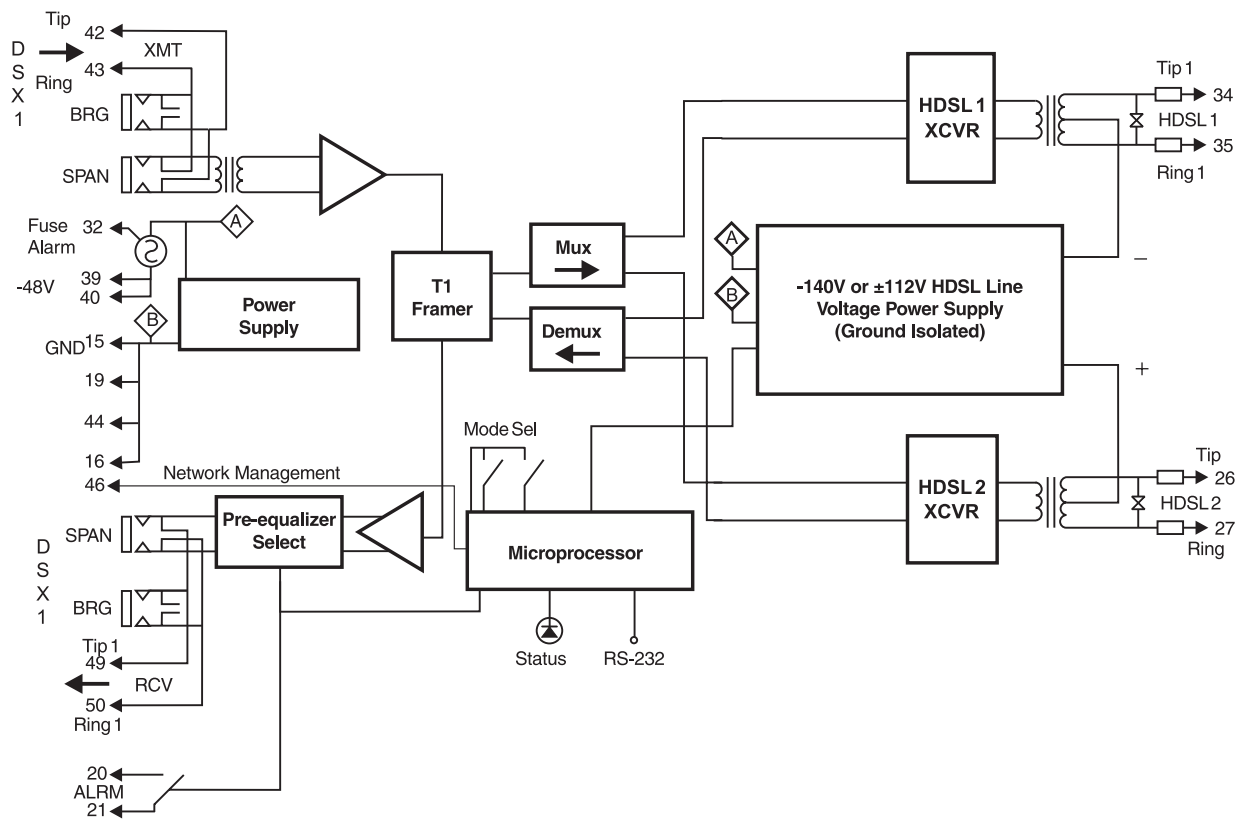 Tip
42
XMT
43
Ring
D
S
X
1
BRG
SPAN
Fuse
Alarm
32
A
39
-48V
40
B
GND 15
19
44
16
Power
Supply
T1
Framer
Mux
Demux
HDSL 1
XCVR
Tip 1
34
HDSL 1
35
Ring 1
A
B
-140V or ±112V HDSL Line
Voltage Power Supply
(Ground Isolated)
−
+
Mode Sel
Network Management
46
SPAN
D
S
X
1
Pre-equalizer
Select
Microprocessor
HDSL 2
XCVR
Tip
26
HDSL 2
27
Ring
BRG
Tip 1
49
RCV
50
Ring 1
Status
RS-232
20
ALRM
21